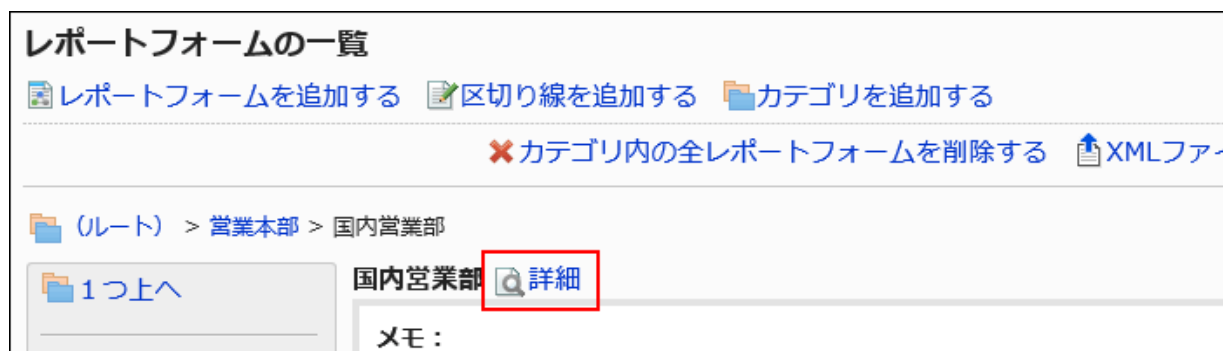 レポートフォームの一覧
レポートフォームを追加する 区切り線を追加する カテゴリを追加する
カテゴリ内の全レポートフォームを削除する XMLファイ
（ルート） > 営業本部 > 国内営業部
１つ上へ
国内営業部 詳細
メモ：